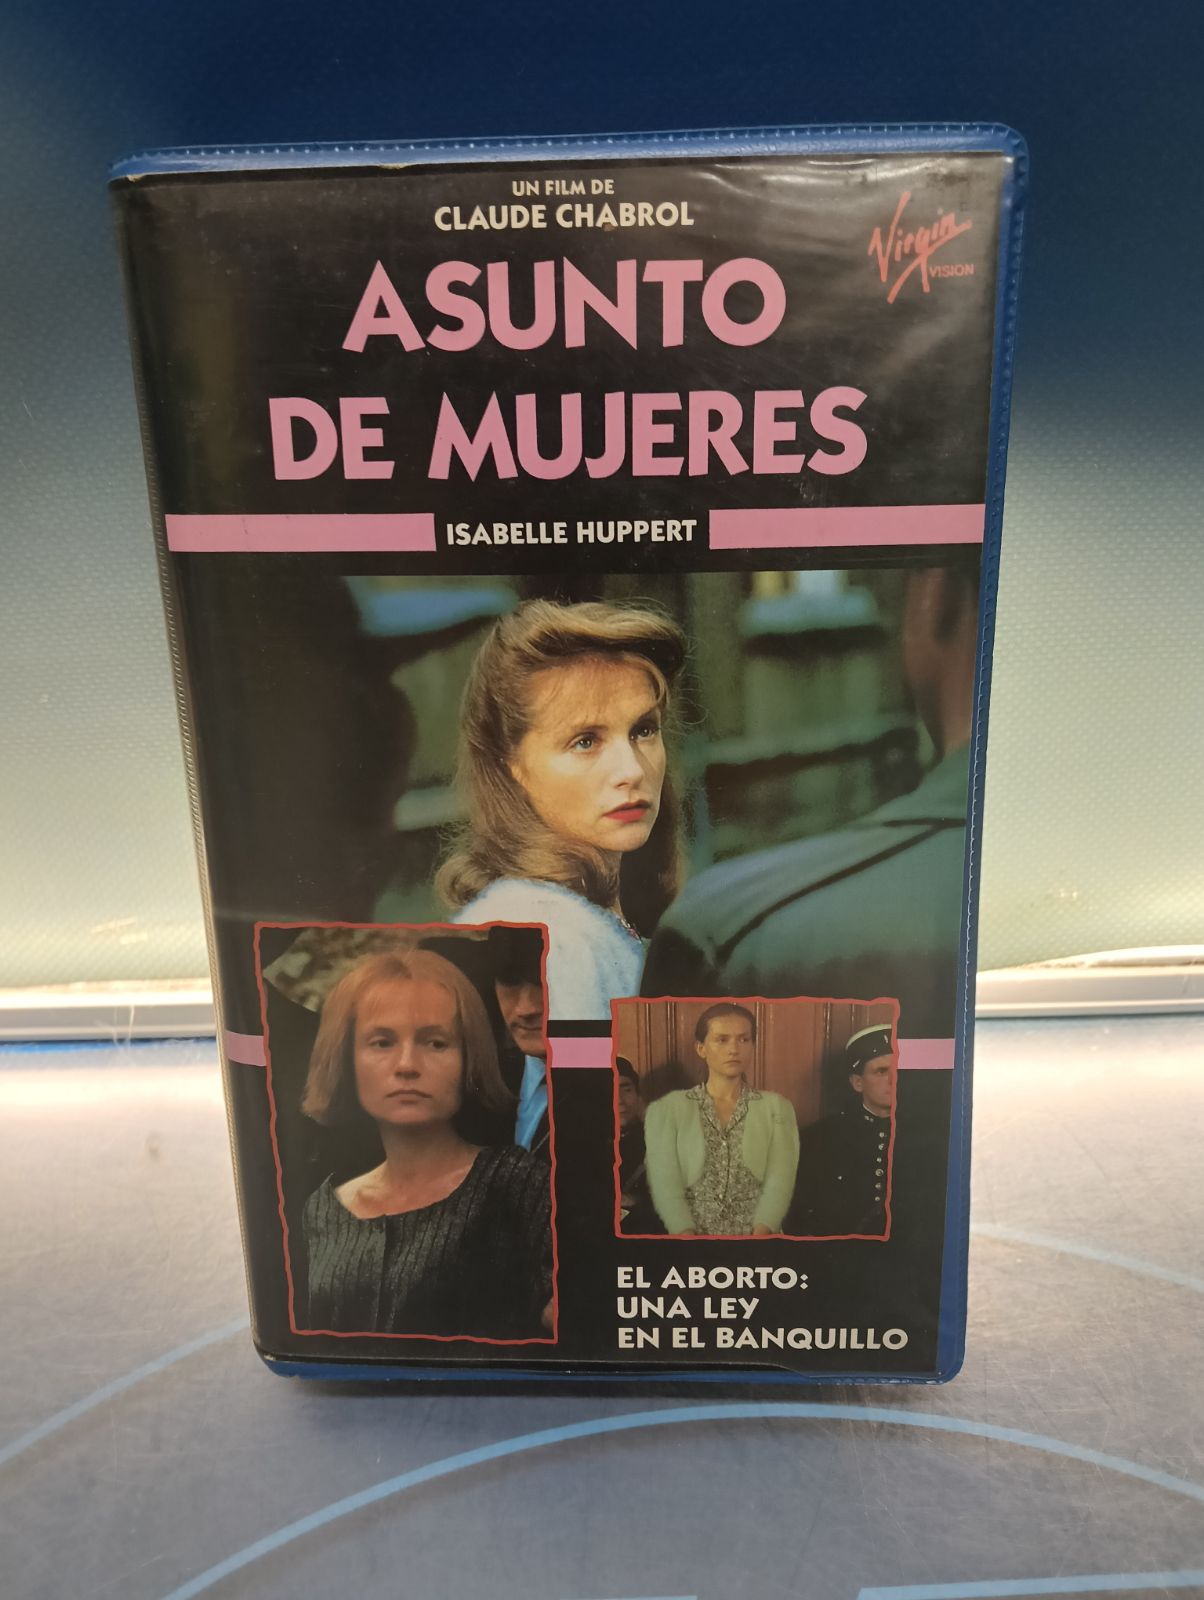 UN FILM DE
CLAUDE CHABROL
Virgin
VISION
ASUNTO
DE MUJERES
ISABELLE HUPPERT
EL ABORTO:
UNA LEY
EN EL BANQUILLO